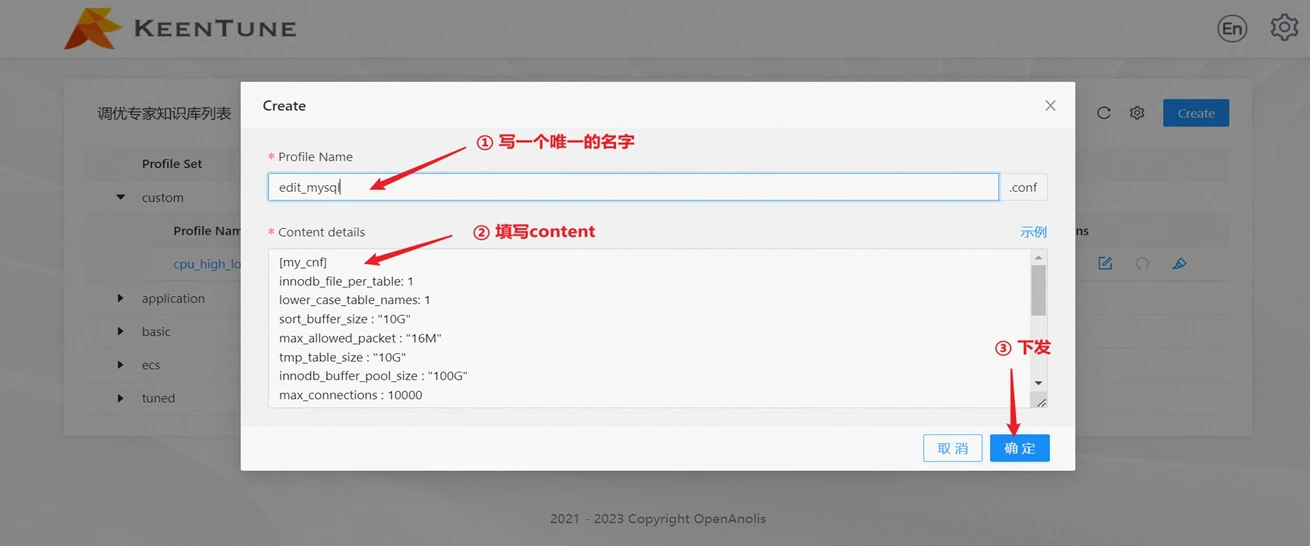 KEENTUNE
En
Create
调优专家知识库列表
Create
① 写一个唯一的名字
* Profile Name
Profile Set
edit_mysql
.conf
custom
② 填写content
* Content details
示例
Profile Nam
ns
[my_cnf]
cpu_high_lo
innodb_file_per_table: 1
lower_case_table_names: 1
application
sort_buffer_size : "10G"
basic
max_allowed_packet : "16M"
③ 下发
tmp_table_size : "10G"
ecs
innodb_buffer_pool_size : "100G"
tuned
max_connections : 10000
取 消
确 定
2021 - 2023 Copyright OpenAnolis